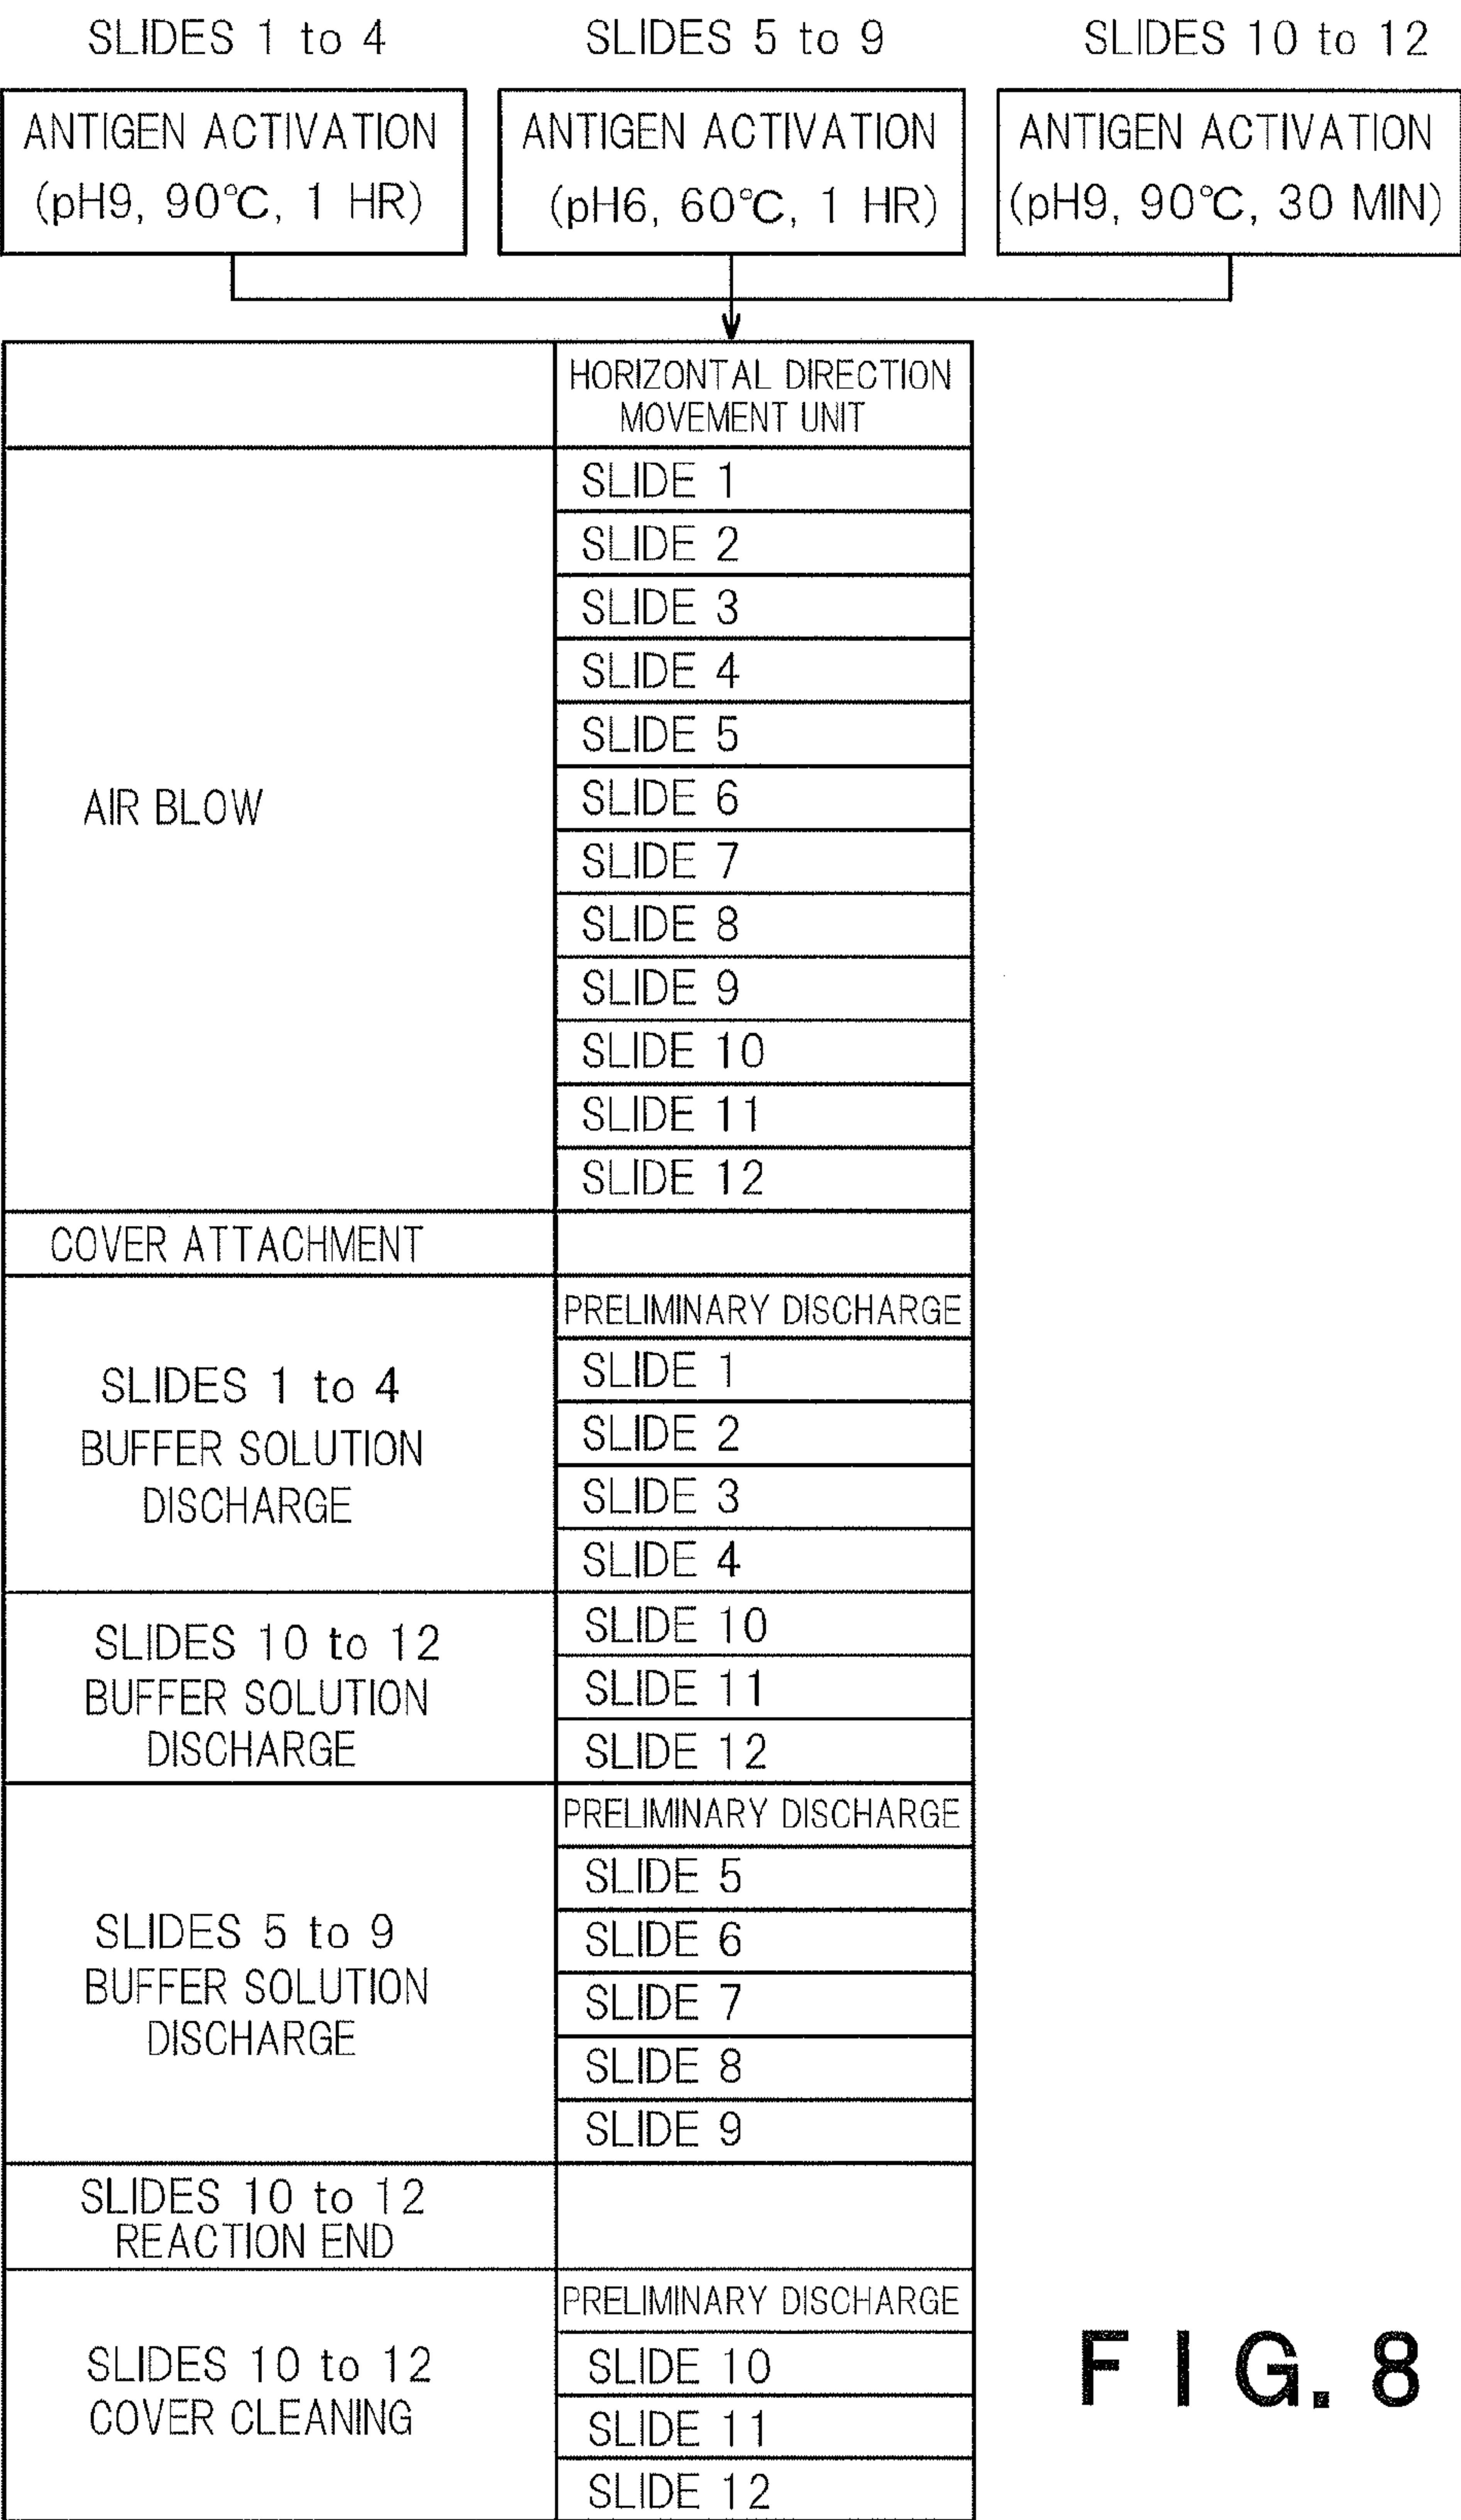 SLIDES 1 to 4
SLIDES 5 to 9
SLIDES 10 to 12
ANTIGEN ACTIVATION
(pH9, 90℃, 1 HR)
ANTIGEN ACTIVATION
(pH6, 60℃, 1 HR)
ANTIGEN ACTIVATION
(pH9, 90℃, 30 MIN)
HORIZONTAL DIRECTION
MOVEMENT UNIT
AIR BLOW
SLIDE 1
SLIDE 2
SLIDE 3
SLIDE 4
SLIDE 5
SLIDE 6
SLIDE 7
SLIDE 8
SLIDE 9
SLIDE 10
SLIDE 11
SLIDE 12
COVER ATTACHMENT
SLIDES 1 to 4
BUFFER SOLUTION
DISCHARGE
PRELIMINARY DISCHARGE
SLIDE 1
SLIDE 2
SLIDE 3
SLIDE 4
SLIDES 10 to 12
BUFFER SOLUTION
DISCHARGE
SLIDE 10
SLIDE 11
SLIDE 12
SLIDES 5 to 9
BUFFER SOLUTION
DISCHARGE
PRELIMINARY DISCHARGE
SLIDE 5
SLIDE 6
SLIDE 7
SLIDE 8
SLIDE 9
SLIDES 10 to 12
REACTION END
SLIDES 10 to 12
COVER CLEANING
PRELIMINARY DISCHARGE
SLIDE 10
SLIDE 11
SLIDE 12
FIG. 8